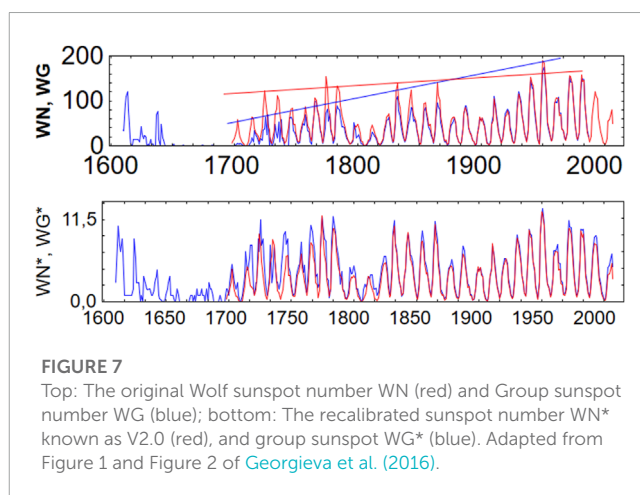 200
WN, WG
100
0
1600 1700 1800 1900 2000
11,5
WN*, WG*
0,0
1600 1650 1700 1750 1800 1850 1900 1950 2000
FIGURE 7
Top: The original Wolf sunspot number WN (red) and Group sunspot
number WG (blue); bottom: The recalibrated sunspot number WN*
known as V2.0 (red), and group sunspot WG* (blue). Adapted from
Figure 1 and Figure 2 of Georgieva et al. (2016).